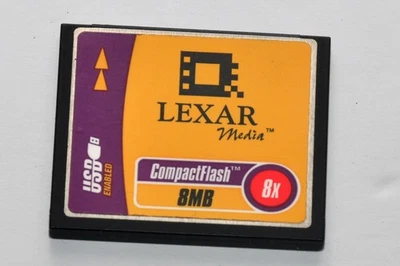 LEXAR
Media™
USB
ENABLED
CompactFlash™
8MB
8x